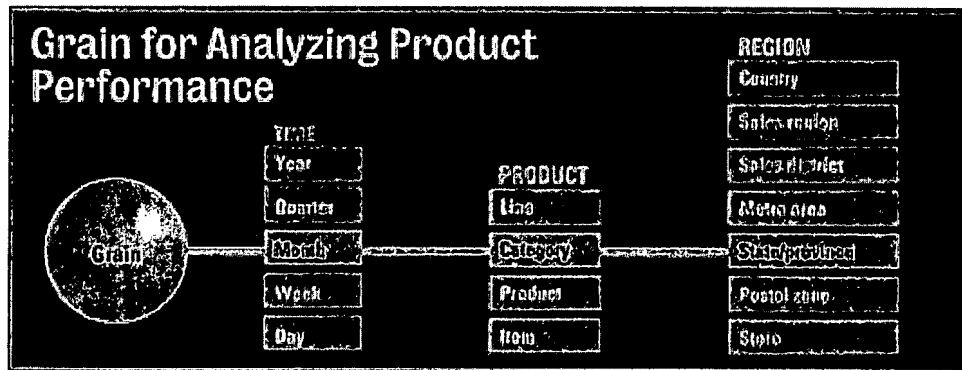 Grain for Analyzing Product
Performance
REGION
Country
Sales region
Sales district
Metro area
State/province
Postal zone
Store
TIME
Year
Quarter
Month
Week
Day
PRODUCT
Line
Category
Product
Item
Grain